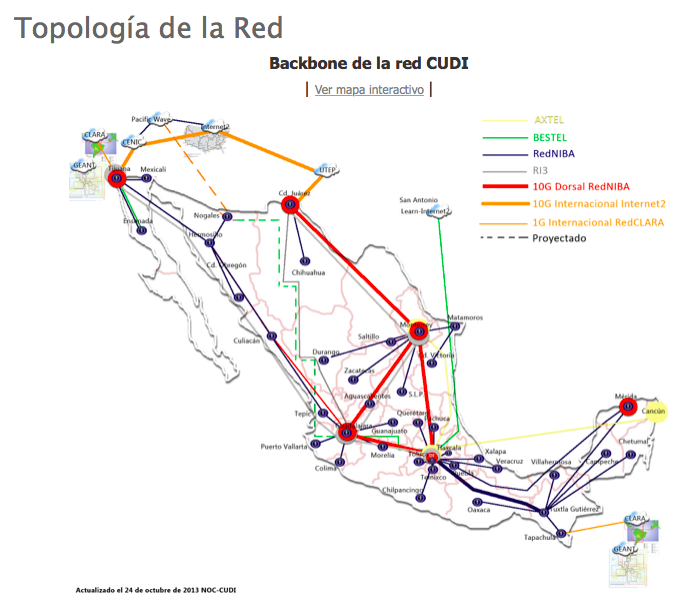 Topología de la Red
Backbone de la red CUDI
| Ver mapa interactivo |
AXTEL
BESTEL
RedNIBA
RI3
10G Dorsal RedNIBA
10G Internacional Internet2
1G Internacional RedCLARA
Proyectado
Pacific Wave
Internet2
CLARA
CENIC
GEANT
Tijuana
Mexicali
UTEP
Cd. Juárez
San Antonio
Learn-Internet2
Nogales
Ensenada
Hermosillo
Cd. Obregón
Chihuahua
Matamoros
Monterrey
Saltillo
Culiacán
Durango
Cd. Victoria
Zacatecas
Aguascalientes
S.L.P.
Mérida
Cancún
Tepic
Querétaro
Pachuca
Guadalajara
Guanajuato
Chetumal
Puerto Vallarta
Morelia
Toluca
Tlaxcala
Xalapa
Colima
Puebla
Veracruz
Villahermosa
Campeche
Temixco
Chilpancingo
Oaxaca
Tuxtla Gutiérrez
Tapachula
CLARA
GEANT
Actualizado el 24 de octubre de 2013 NOC-CUDI